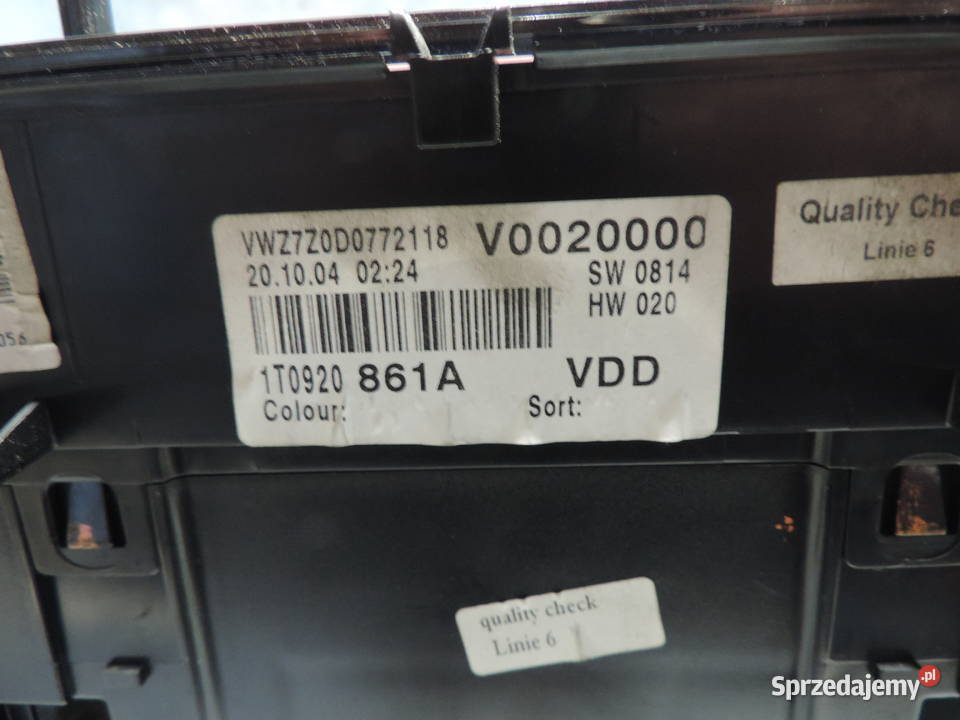 VWZ7Z0D0772118 V0020000
20.10.04 02:24 SW 0814
HW 020
1T0920 861A VDD
Colour: Sort:
Quality Che
Linie 6
056
quality check
Linie 6
Sprzedajemy.pl